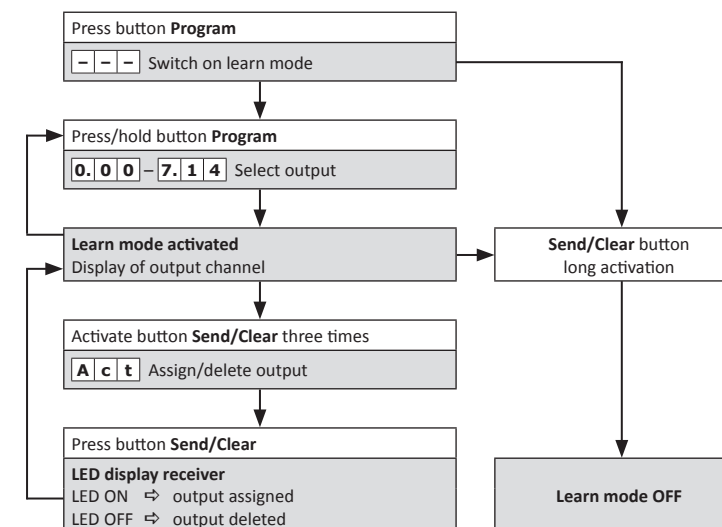 Press button Program
– – – Switch on learn mode
Press/hold button Program
0. 0 0 – 7. 1 4 Select output
Learn mode activated
Display of output channel
Send/Clear button
long activation
Activate button Send/Clear three times
A c t Assign/delete output
Press button Send/Clear
LED display receiver
LED ON ⇨ output assigned
LED OFF ⇨ output deleted
Learn mode OFF